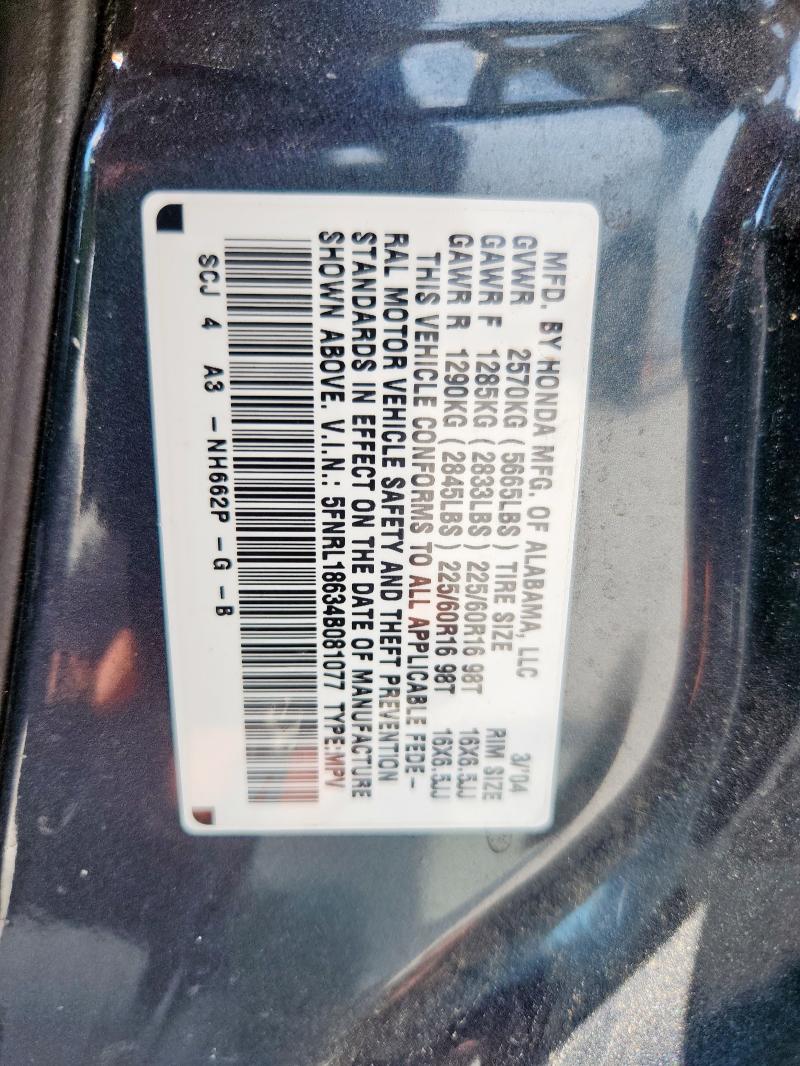 MFD. BY HONDA MFG. OF ALABAMA, LLC 3/'04
GVWR 2570KG ( 5665LBS ) TIRE SIZE RIM SIZE
GAWR F 1285KG ( 2833LBS ) 225/60R16 98T 16X6.5JJ
GAWR R 1290KG ( 2845LBS ) 225/60R16 98T 16X6.5JJ
THIS VEHICLE CONFORMS TO ALL APPLICABLE FEDE-
RAL MOTOR VEHICLE SAFETY AND THEFT PREVENTION
STANDARDS IN EFFECT ON THE DATE OF MANUFACTURE
SHOWN ABOVE. V.I.N.: 5FNRL18634B081077 TYPE:MPV
SCJ 4 A3 -NH662P - G - B